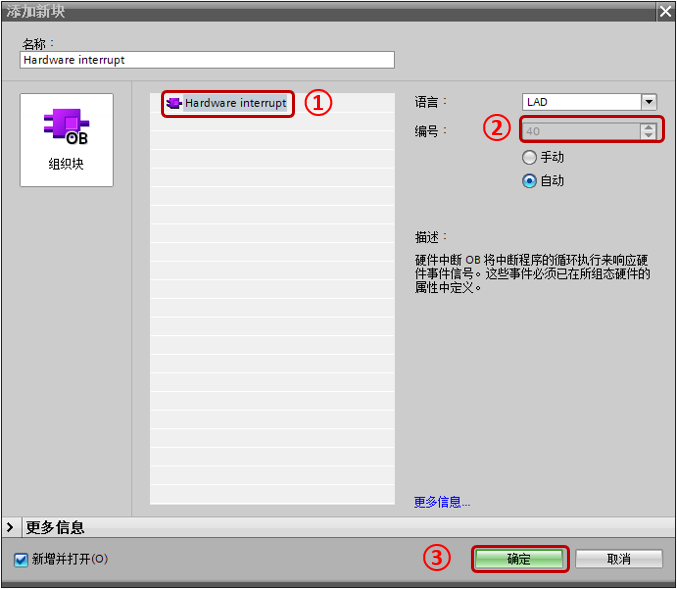 添加新块
名称：
Hardware interrupt
OB
组织块
Hardware interrupt
①
语言：
LAD
编号：
②
40
手动
自动
描述：
硬件中断 OB 将中断程序的循环执行来响应硬
件事件信号。这些事件必须已在所组态硬件的
属性中定义。
更多信息...
更多信息
新增并打开(O)
③
确定
取消